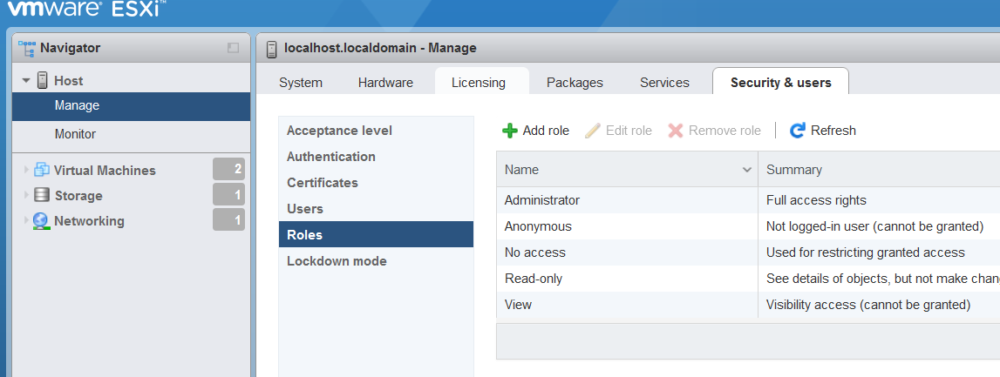 vmware® ESXi™
Navigator
localhost.localdomain - Manage
Host
Manage
Monitor
Virtual Machines 2
Storage 1
Networking 1
System Hardware Licensing Packages Services Security & users
Acceptance level
Authentication
Certificates
Users
Roles
Lockdown mode
Add role Edit role Remove role Refresh
Name Summary
Administrator Full access rights
Anonymous Not logged-in user (cannot be granted)
No access Used for restricting granted access
Read-only See details of objects, but not make
View Visibility access (cannot be granted)